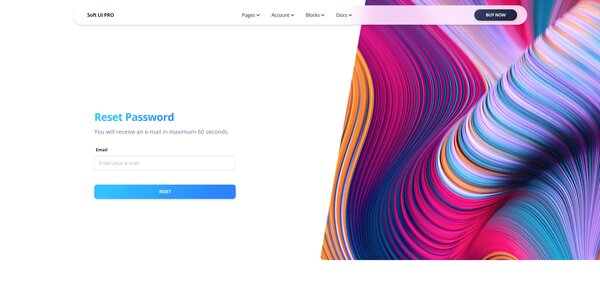 Soft UI PRO
Pages
Account
Blocks
Docs
BUY NOW
Reset Password
You will receive an e-mail in maximum 60 seconds
Email
Enter your e-mail
RESET